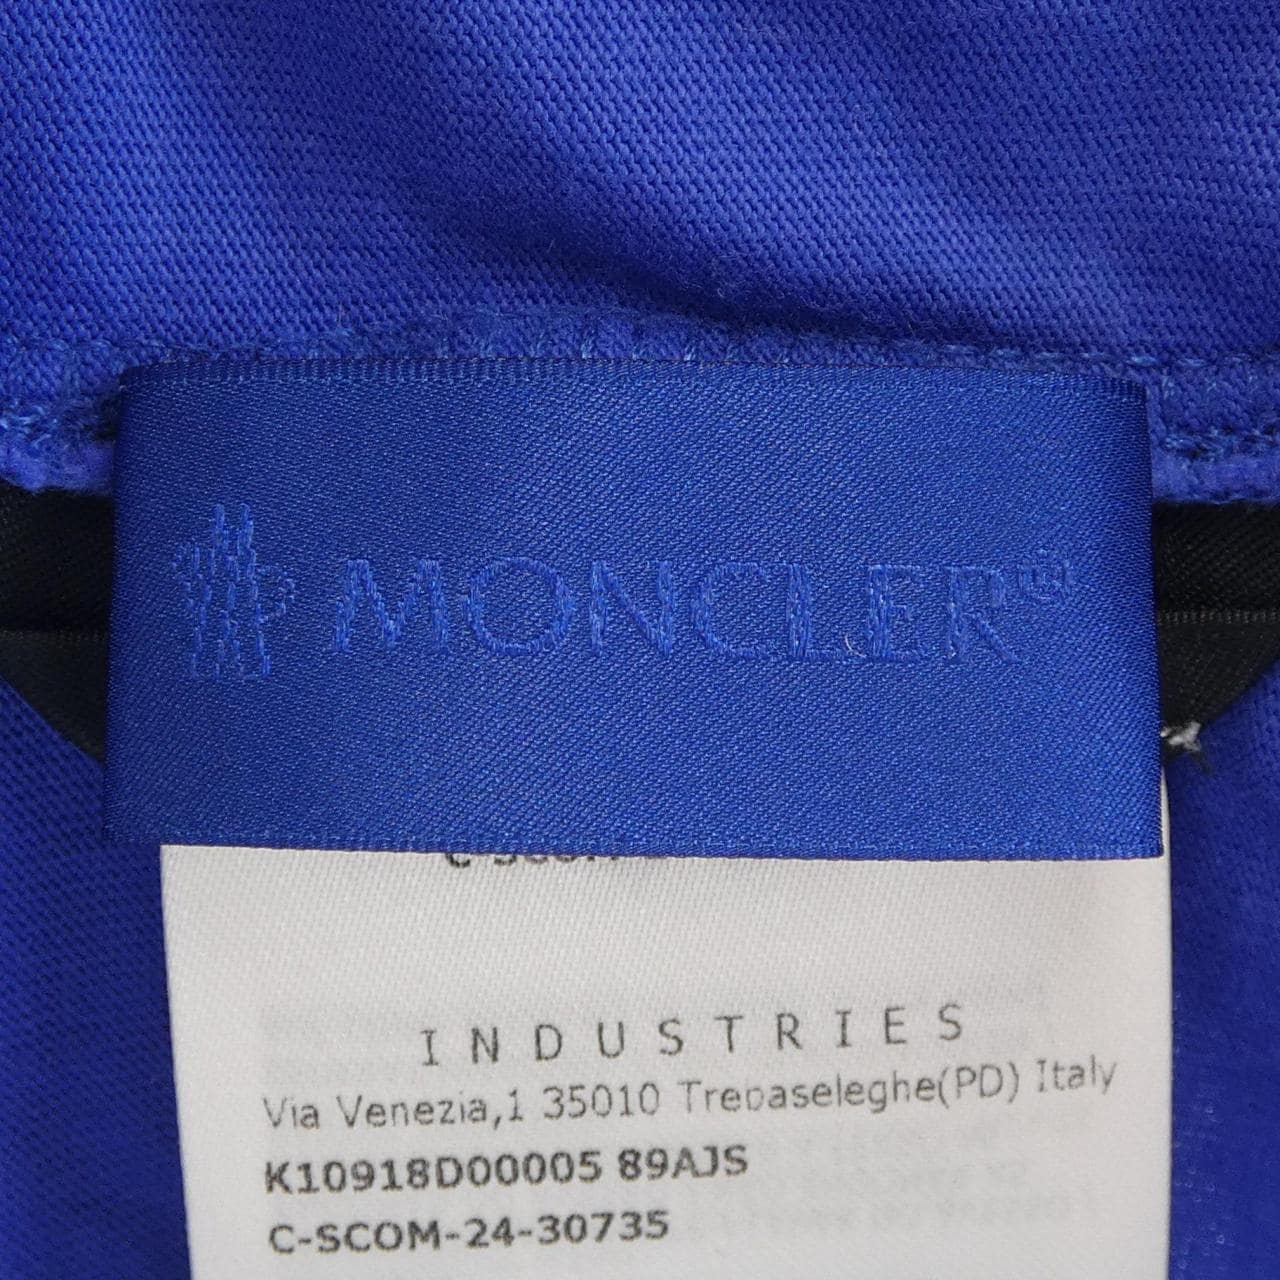 MONCLER
INDUSTRIES
Via Venezia,1 35010 Trebaseleghe(PD) Italy
K10918D00005 89AJS
C-SCOM-24-30735